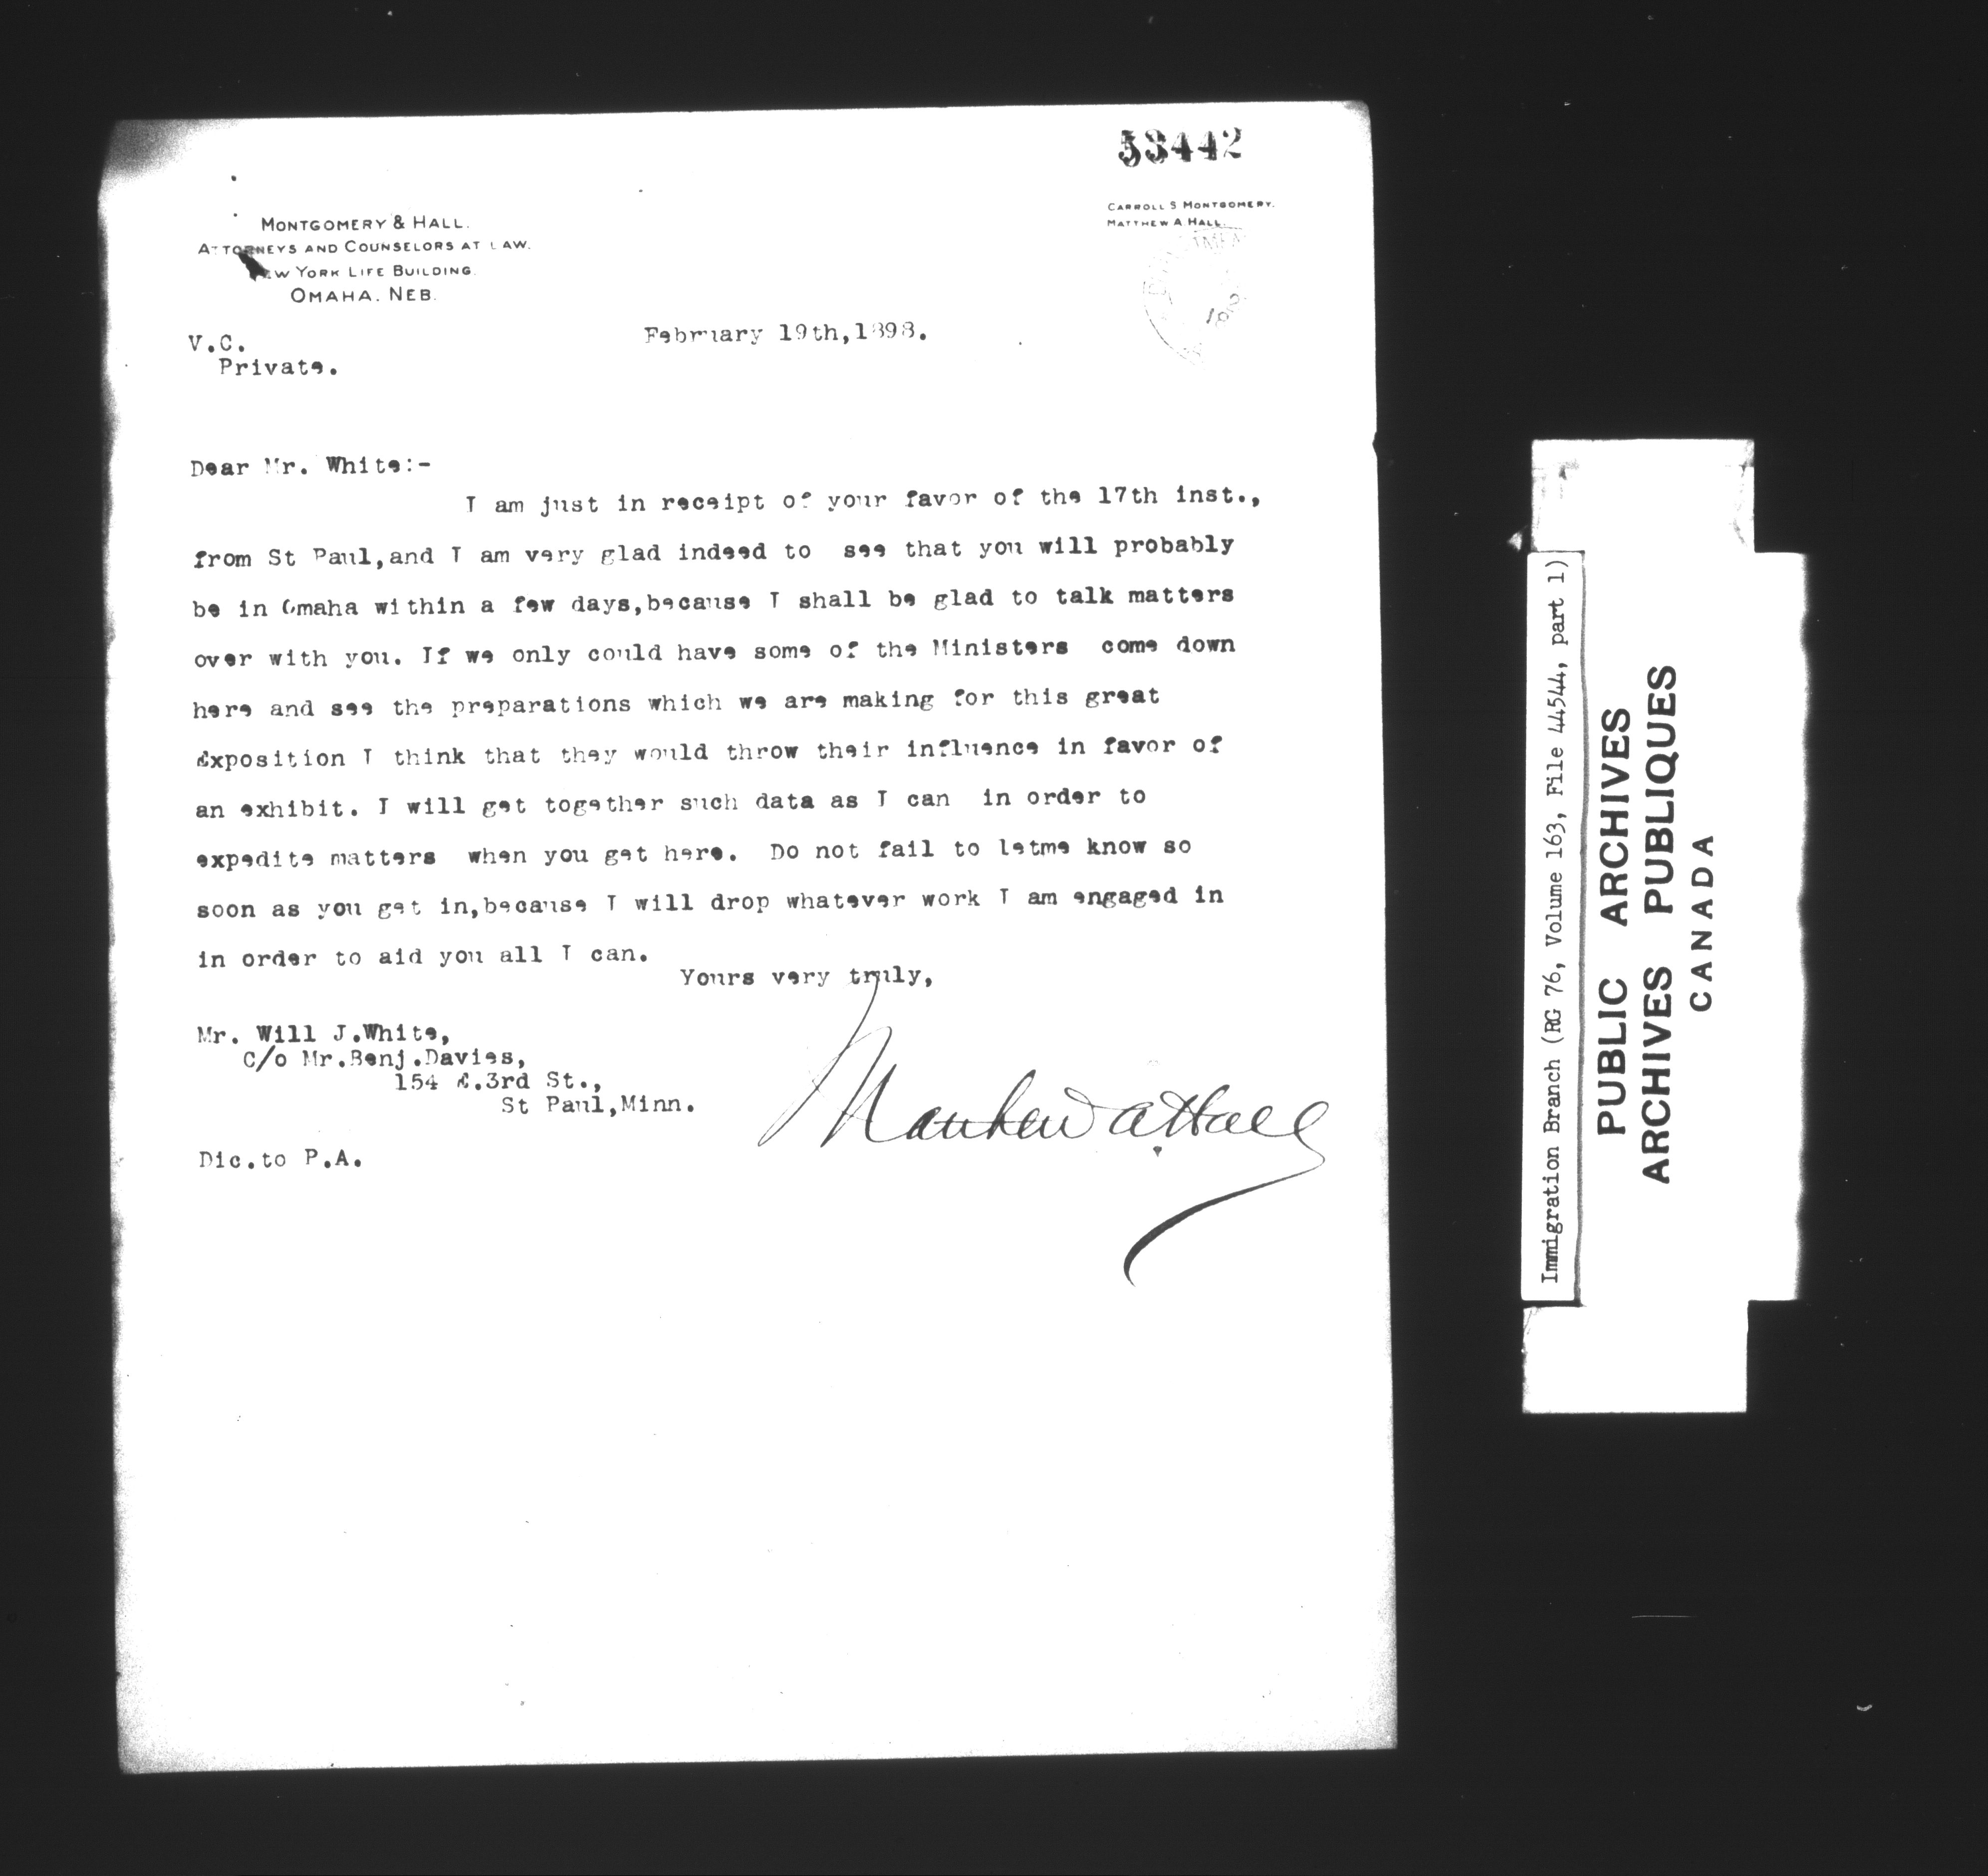 53442
CARROLL S MONTGOMERY.
MATTHEW A HALL.
MONTGOMERY & HALL.
ATTORNEYS AND COUNSELORS AT LAW.
NEW YORK LIFE BUILDING.
OMAHA. NEB.
V.C.
Private.
February 19th,1898.
Dear Mr. White:-
I am just in receipt of your favor of the 17th inst.,
from St Paul,and I am very glad indeed to see that you will probably
be in Omaha within a few days,because I shall be glad to talk matters
over with you. If we only could have some of the Ministers come down
here and see the preparations which we are making for this great
Exposition I think that they would throw their influence in favor of
an exhibit. I will get together such data as I can in order to
expedite matters when you get here. Do not fail to letme know so
soon as you get in,because I will drop whatever work I am engaged in
in order to aid you all I can.
Yours very truly,
Matthew A. Hall
Mr. Will J.White,
C/o Mr.Benj.Davies,
154 E.3rd St.,
St Paul,Minn.
Dic.to P.A.
Immigration Branch (RG 76, Volume 163, File 44544, part 1)
PUBLIC ARCHIVES
ARCHIVES PUBLIQUES
CANADA